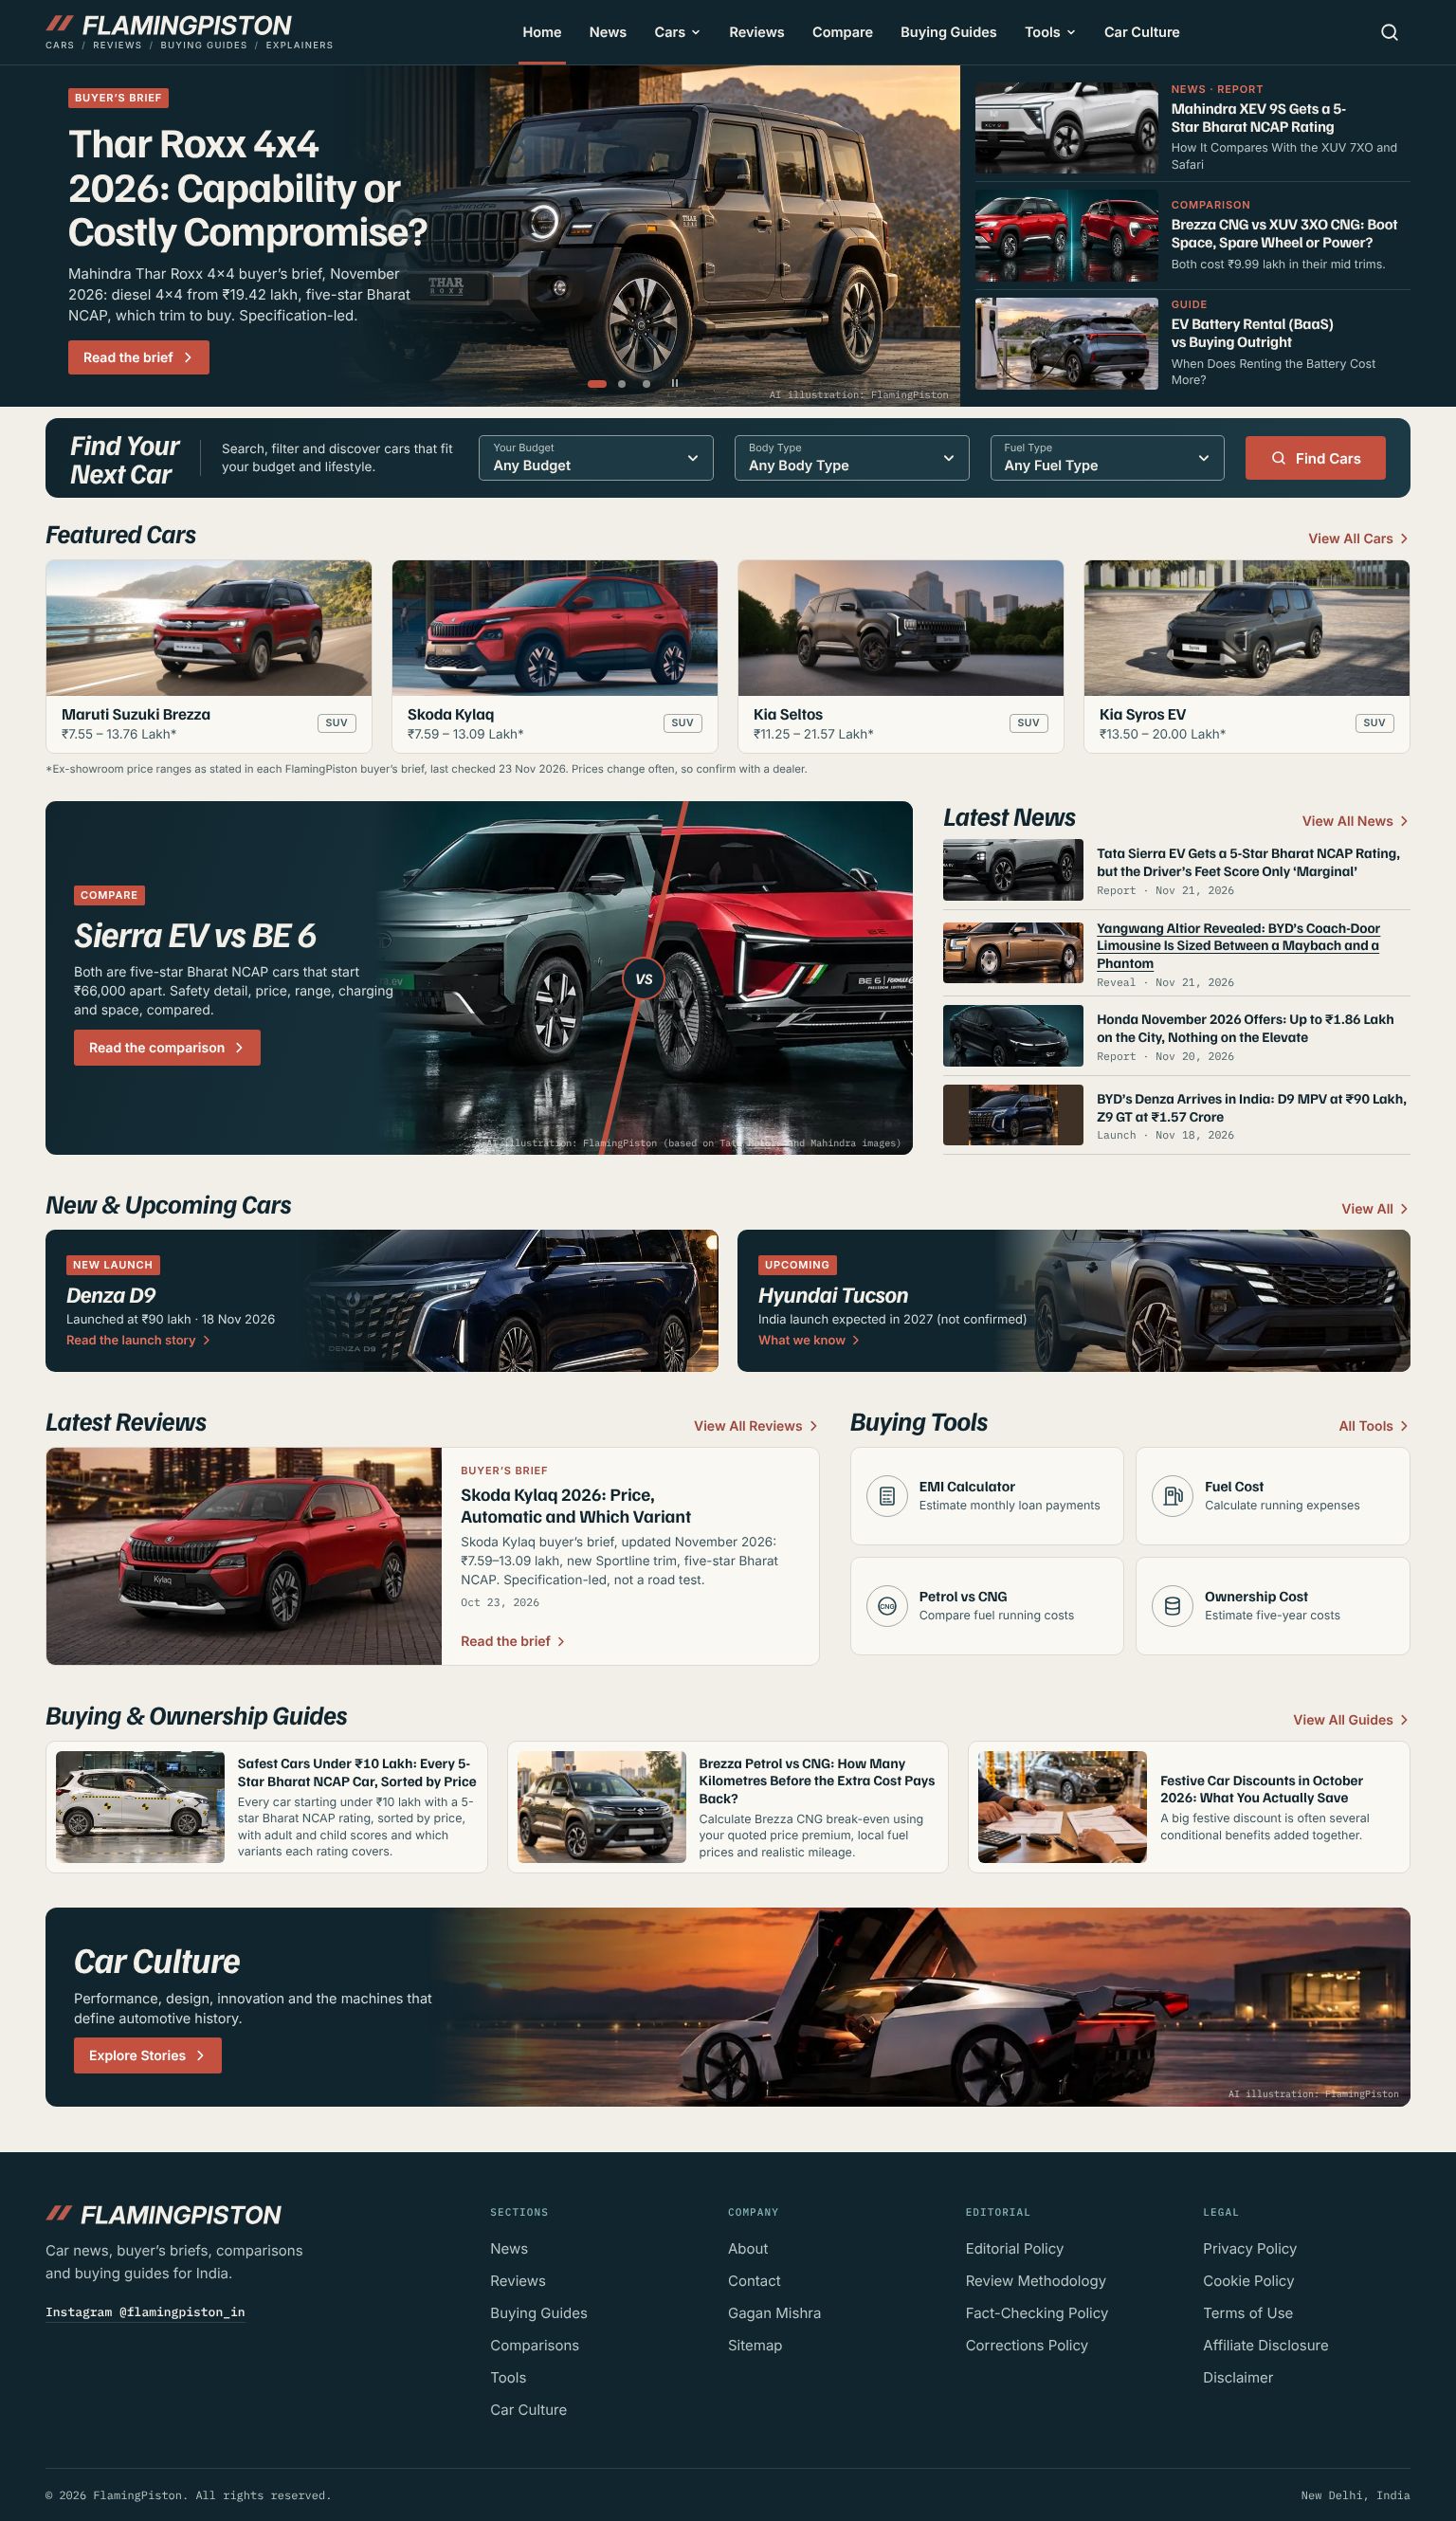 FLAMINGPISTON
CARS / REVIEWS / BUYING GUIDES / EXPLAINERS
Home
News
Cars
Reviews
Compare
Buying Guides
Tools
Car Culture
BUYER'S BRIEF
Thar Roxx 4x4
2026: Capability or
Costly Compromise?
Mahindra Thar Roxx 4×4 buyer's brief, November
2026: diesel 4×4 from ₹19.42 lakh, five-star Bharat
NCAP, which trim to buy. Specification-led.
Read the brief
mahindra
THAR
ROXX
AI illustration: FlamingPiston
NEWS · REPORT
Mahindra XEV 9S Gets a 5-
Star Bharat NCAP Rating
How It Compares With the XUV 7XO and
Safari
COMPARISON
Brezza CNG vs XUV 3XO CNG: Boot
Space, Spare Wheel or Power?
Both cost ₹9.99 lakh in their mid trims.
GUIDE
EV Battery Rental (BaaS)
vs Buying Outright
When Does Renting the Battery Cost
More?
Find Your
Next Car
Search, filter and discover cars that fit
your budget and lifestyle.
Your Budget
Any Budget
Body Type
Any Body Type
Fuel Type
Any Fuel Type
Find Cars
Featured Cars
View All Cars
Maruti Suzuki Brezza
₹7.55 – 13.76 Lakh*
SUV
Skoda Kylaq
₹7.59 – 13.09 Lakh*
SUV
Kia Seltos
₹11.25 – 21.57 Lakh*
SUV
Kia Syros EV
₹13.50 – 20.00 Lakh*
SUV
*Ex-showroom price ranges as stated in each FlamingPiston buyer's brief, last checked 23 Nov 2026. Prices change often, so confirm with a dealer.
COMPARE
Sierra EV vs BE 6
Both are five-star Bharat NCAP cars that start
₹66,000 apart. Safety detail, price, range, charging
and space, compared.
Read the comparison
VS
BE 6
AI illustration: FlamingPiston (based on Tata Motors and Mahindra images)
Latest News
View All News
Tata Sierra EV Gets a 5-Star Bharat NCAP Rating,
but the Driver's Feet Score Only 'Marginal'
Report · Nov 21, 2026
Yangwang Altior Revealed: BYD's Coach-Door
Limousine Is Sized Between a Maybach and a
Phantom
Reveal · Nov 21, 2026
Honda November 2026 Offers: Up to ₹1.86 Lakh
on the City, Nothing on the Elevate
Report · Nov 20, 2026
BYD's Denza Arrives in India: D9 MPV at ₹90 Lakh,
Z9 GT at ₹1.57 Crore
Launch · Nov 18, 2026
New & Upcoming Cars
View All
NEW LAUNCH
Denza D9
Launched at ₹90 lakh · 18 Nov 2026
Read the launch story
DENZA D9
UPCOMING
Hyundai Tucson
India launch expected in 2027 (not confirmed)
What we know
Latest Reviews
View All Reviews
Kylaq
BUYER'S BRIEF
Skoda Kylaq 2026: Price,
Automatic and Which Variant
Skoda Kylaq buyer's brief, updated November 2026:
₹7.59–13.09 lakh, new Sportline trim, five-star Bharat
NCAP. Specification-led, not a road test.
Oct 23, 2026
Read the brief
Buying Tools
All Tools
EMI Calculator
Estimate monthly loan payments
Fuel Cost
Calculate running expenses
CNG
Petrol vs CNG
Compare fuel running costs
Ownership Cost
Estimate five-year costs
Buying & Ownership Guides
View All Guides
Safest Cars Under ₹10 Lakh: Every 5-
Star Bharat NCAP Car, Sorted by Price
Every car starting under ₹10 lakh with a 5-
star Bharat NCAP rating, sorted by price,
with adult and child scores and which
variants each rating covers.
Brezza Petrol vs CNG: How Many
Kilometres Before the Extra Cost Pays
Back?
Calculate Brezza CNG break-even using
your quoted price premium, local fuel
prices and realistic mileage.
Festive Car Discounts in October
2026: What You Actually Save
A big festive discount is often several
conditional benefits added together.
Car Culture
Performance, design, innovation and the machines that
define automotive history.
Explore Stories
AI illustration: FlamingPiston
FLAMINGPISTON
Car news, buyer's briefs, comparisons
and buying guides for India.
Instagram @flamingpiston_in
SECTIONS
News
Reviews
Buying Guides
Comparisons
Tools
Car Culture
COMPANY
About
Contact
Gagan Mishra
Sitemap
EDITORIAL
Editorial Policy
Review Methodology
Fact-Checking Policy
Corrections Policy
LEGAL
Privacy Policy
Cookie Policy
Terms of Use
Affiliate Disclosure
Disclaimer
© 2026 FlamingPiston. All rights reserved.
New Delhi, India